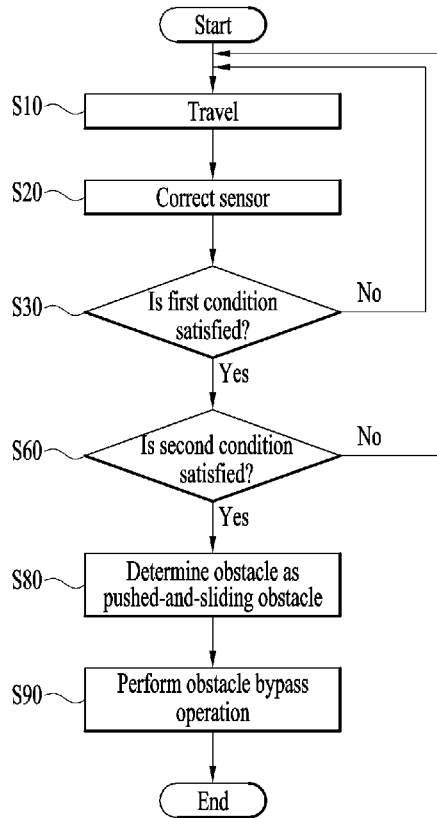 Start
S10
Travel
S20
Correct sensor
S30
Is first condition
satisfied?
No
Yes
S60
Is second condition
satisfied?
No
Yes
S80
Determine obstacle as
pushed-and-sliding obstacle
S90
Perform obstacle bypass
operation
End